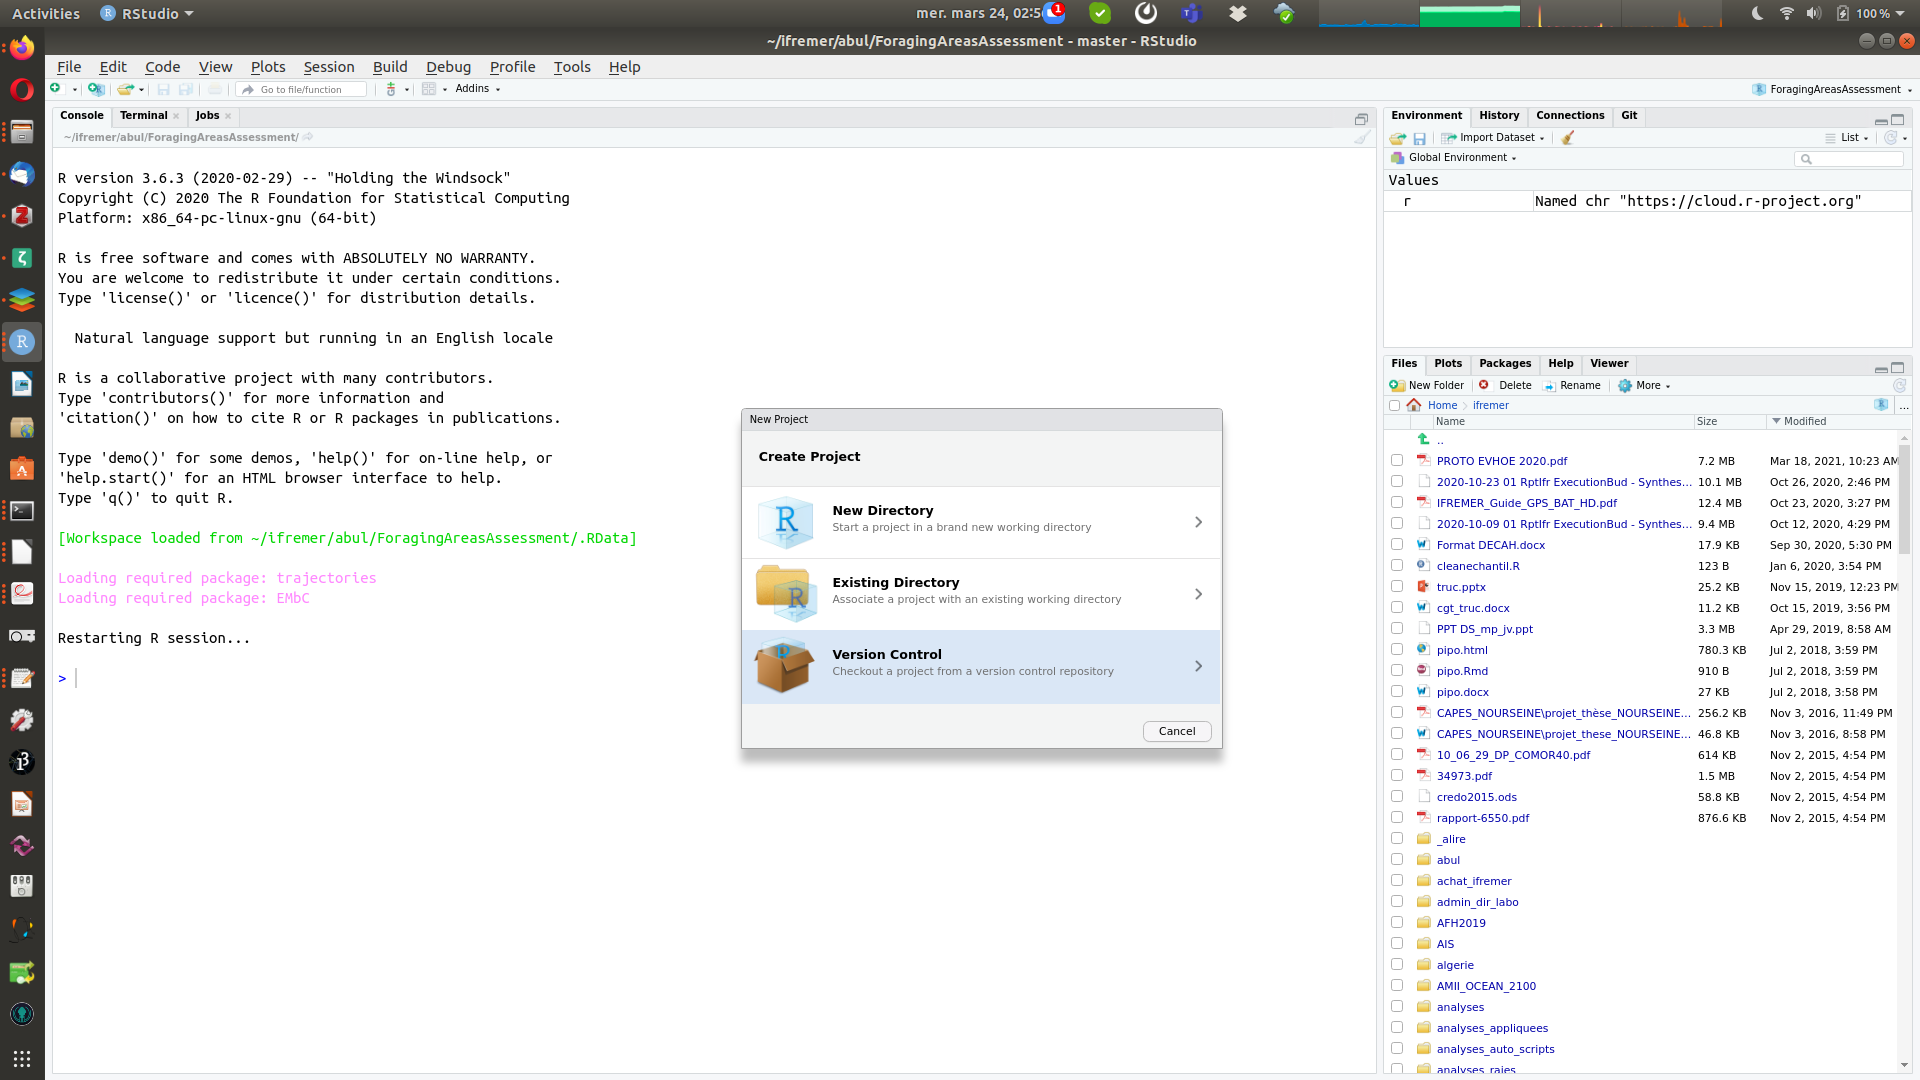 Activities
RStudio
mer. mars 24, 02:5
1
100 %
~/ifremer/abul/ForagingAreasAssessment - master - RStudio
File Edit Code View Plots Session Build Debug Profile Tools Help
Go to file/function
Addins
ForagingAreasAssessment
Console Terminal Jobs
~/ifremer/abul/ForagingAreasAssessment/
R version 3.6.3 (2020-02-29) -- "Holding the Windsock"
Copyright (C) 2020 The R Foundation for Statistical Computing
Platform: x86_64-pc-linux-gnu (64-bit)
R is free software and comes with ABSOLUTELY NO WARRANTY.
You are welcome to redistribute it under certain conditions.
Type 'license()' or 'licence()' for distribution details.
Natural language support but running in an English locale
R is a collaborative project with many contributors.
Type 'contributors()' for more information and
'citation()' on how to cite R or R packages in publications.
Type 'demo()' for some demos, 'help()' for on-line help, or
'help.start()' for an HTML browser interface to help.
Type 'q()' to quit R.
[Workspace loaded from ~/ifremer/abul/ForagingAreasAssessment/.RData]
Loading required package: trajectories
Loading required package: EMbC
Restarting R session...
>
New Project
Create Project
New Directory
Start a project in a brand new working directory
Existing Directory
Associate a project with an existing working directory
Version Control
Checkout a project from a version control repository
Cancel
Environment History Connections Git
Import Dataset
List
Global Environment
Values
r Named chr "https://cloud.r-project.org"
Files Plots Packages Help Viewer
New Folder Delete Rename More
Home ifremer ...
Name Size Modified
..
PROTO EVHOE 2020.pdf 7.2 MB Mar 18, 2021, 10:23 AM
2020-10-23 01 RptIfr ExecutionBud - Synthes... 10.1 MB Oct 26, 2020, 2:46 PM
IFREMER_Guide_GPS_BAT_HD.pdf 12.4 MB Oct 23, 2020, 3:27 PM
2020-10-09 01 RptIfr ExecutionBud - Synthes... 9.4 MB Oct 12, 2020, 4:29 PM
Format DECAH.docx 17.9 KB Sep 30, 2020, 5:30 PM
cleanechantil.R 123 B Jan 6, 2020, 3:54 PM
truc.pptx 25.2 KB Nov 15, 2019, 12:23 PM
cgt_truc.docx 11.2 KB Oct 15, 2019, 3:56 PM
PPT DS_mp_jv.ppt 3.3 MB Apr 29, 2019, 8:58 AM
pipo.html 780.3 KB Jul 2, 2018, 3:59 PM
pipo.Rmd 910 B Jul 2, 2018, 3:59 PM
pipo.docx 27 KB Jul 2, 2018, 3:58 PM
CAPES_NOURSEINE\projet_thèse_NOURSEINE... 256.2 KB Nov 3, 2016, 11:49 PM
CAPES_NOURSEINE\projet_these_NOURSEINE... 46.8 KB Nov 3, 2016, 8:58 PM
10_06_29_DP_COMOR40.pdf 614 KB Nov 2, 2015, 4:54 PM
34973.pdf 1.5 MB Nov 2, 2015, 4:54 PM
credo2015.ods 58.8 KB Nov 2, 2015, 4:54 PM
rapport-6550.pdf 876.6 KB Nov 2, 2015, 4:54 PM
_alire
abul
achat_ifremer
admin_dir_labo
AFH2019
AIS
algerie
AMII_OCEAN_2100
analyses
analyses_appliquees
analyses_auto_scripts
analyses_raies